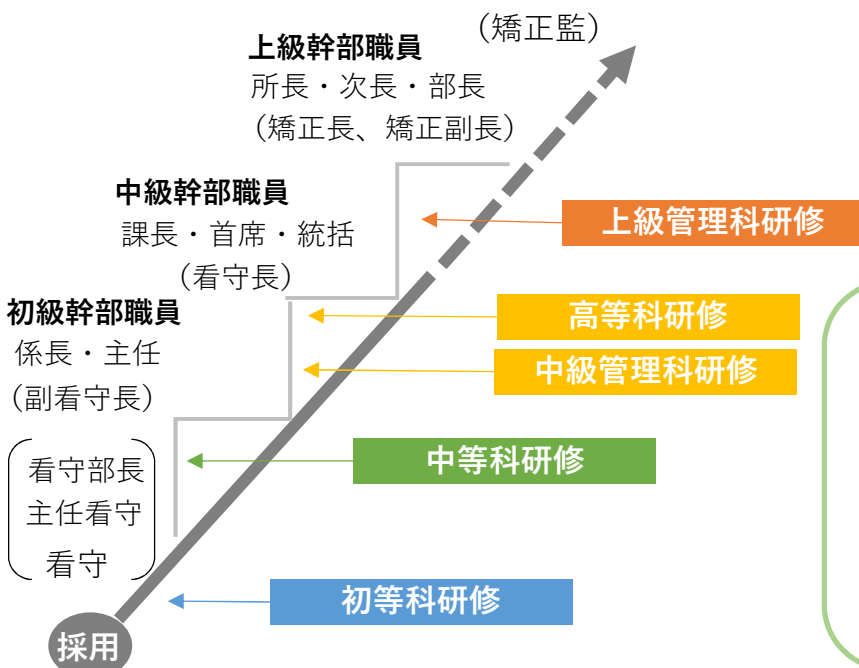 （矯正監）
上級幹部職員
所長・次長・部長
（矯正長、矯正副長）
上級管理科研修
中級幹部職員
課長・首席・統括
（看守長）
高等科研修
初級幹部職員
係長・主任
（副看守長）
中級管理科研修
看守部長
主任看守
看守
中等科研修
初等科研修
採用